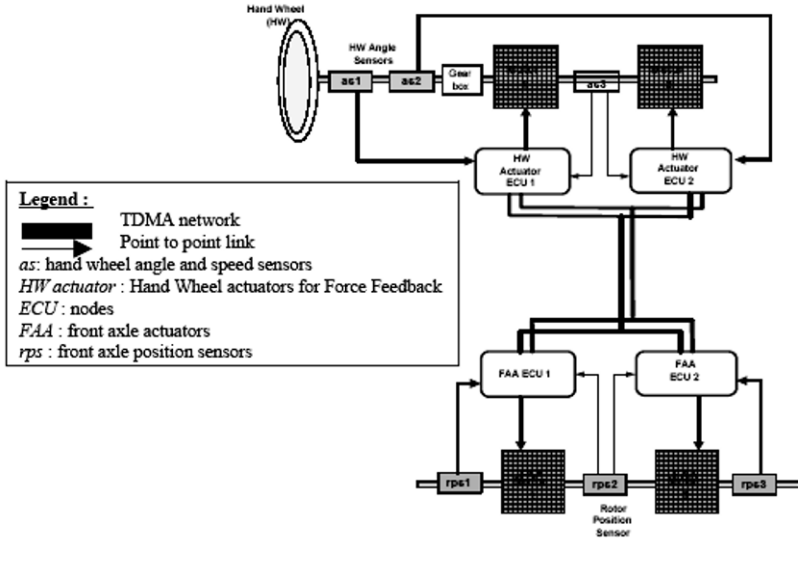 Hand Wheel
(HW)
HW Angle
Sensors
as1
as2
Gear
box
as3
HW
Actuator
ECU 1
HW
Actuator
ECU 2
Legend :
TDMA network
Point to point link
as: hand wheel angle and speed sensors
HW actuator : Hand Wheel actuators for Force Feedback
ECU : nodes
FAA : front axle actuators
rps : front axle position sensors
FAA ECU 1
FAA
ECU 2
rps1
rps2
rps3
Rotor
Position
Sensor